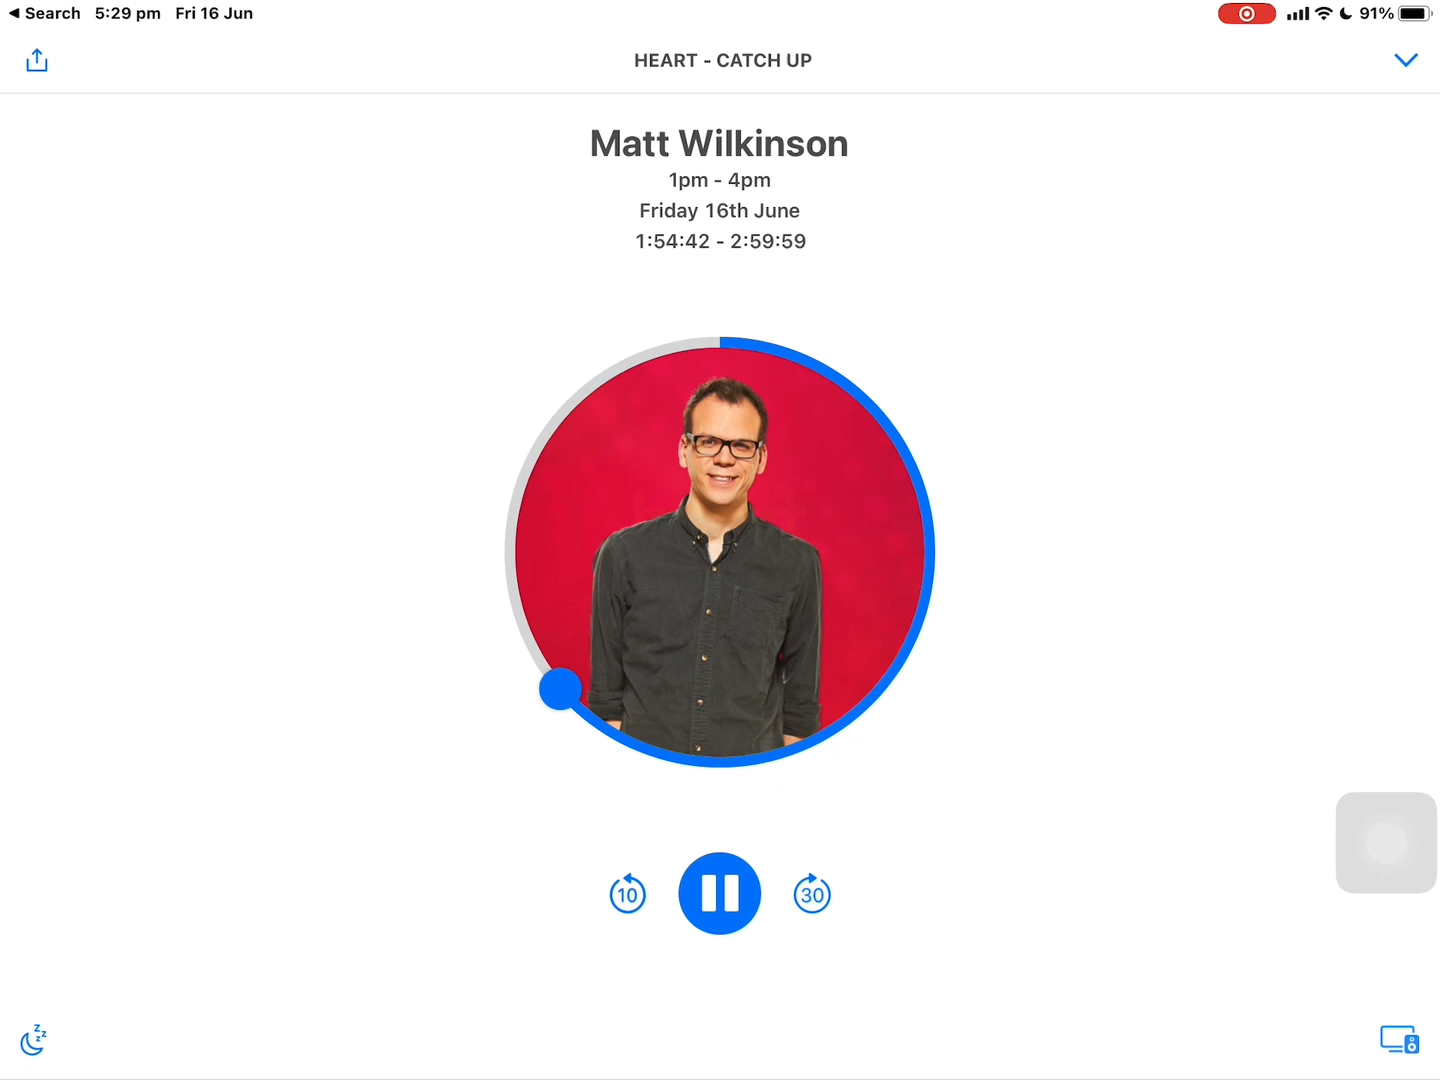 ◀ Search 5:29 pm Fri 16 Jun 91%
HEART - CATCH UP
Matt Wilkinson
1pm - 4pm
Friday 16th June
1:54:42 - 2:59:59
10 30
z z z